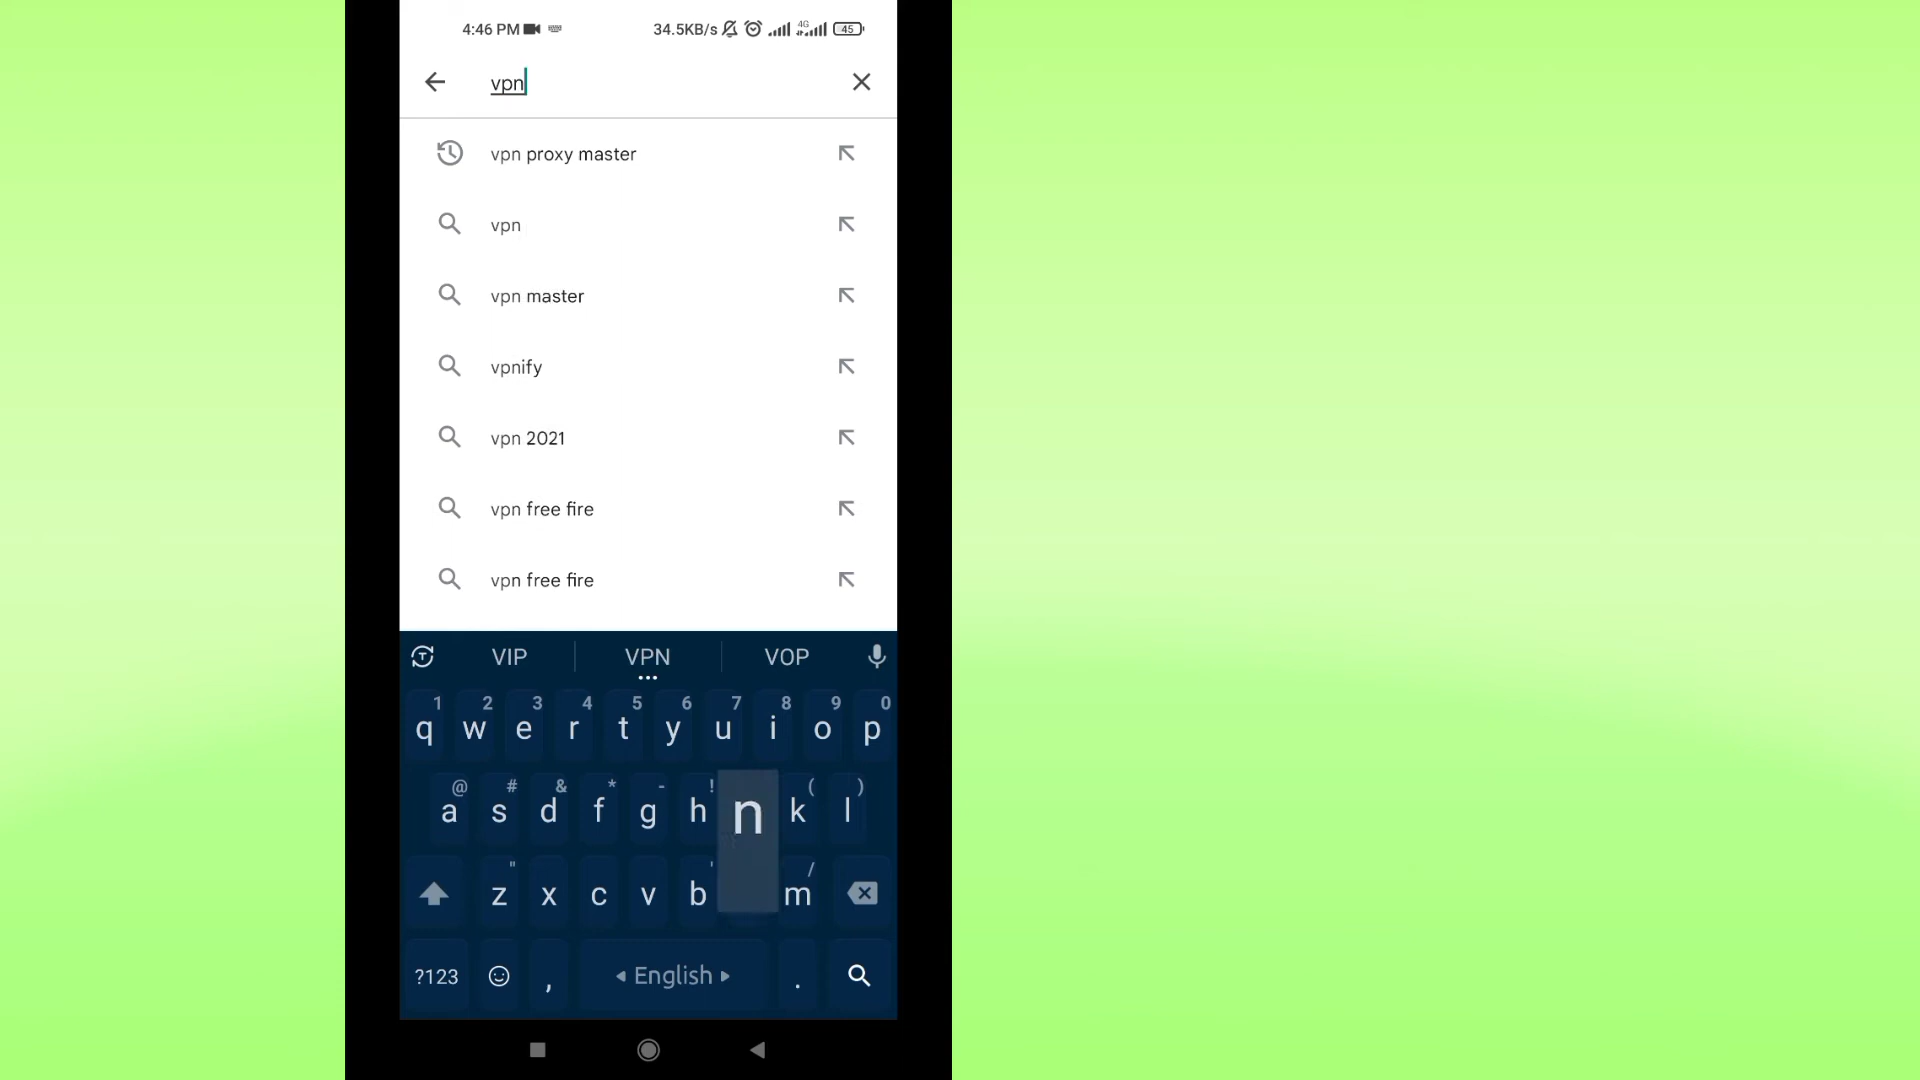 4:46 PM 34.5KB/s 4G 45
vpn
vpn proxy master
vpn
vpn master
vpnify
vpn 2021
vpn free fire
vpn free fire
VIP VPN VOP
1 2 3 4 5 6 7 8 9 0
q w e r t y u i o p
@ # & * - ! ( )
a s d f g h n k l
" ' /
z x c v b m
?123 , English .